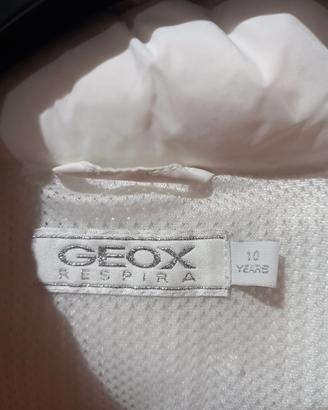 GEOX
RESPIRA
10
YEARS